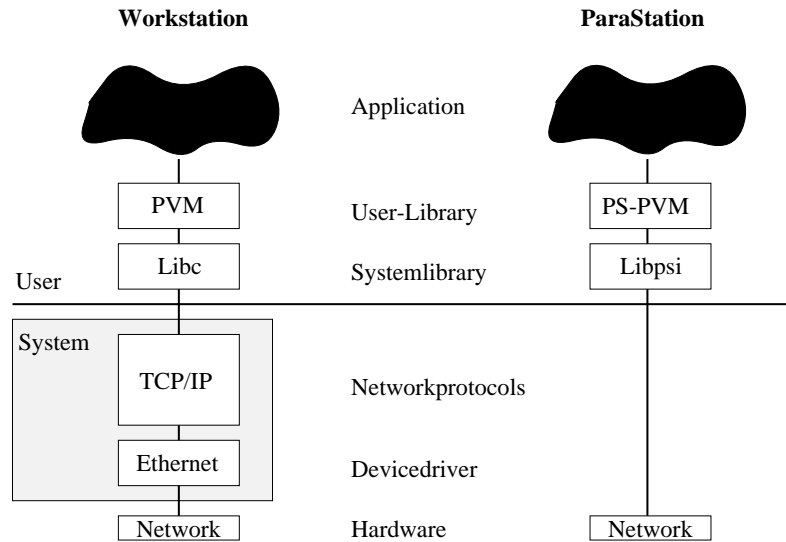 Workstation
ParaStation
Application
PVM
User-Library
PS-PVM
Libc
Systemlibrary
Libpsi
User
System
TCP/IP
Networkprotocols
Ethernet
Devicedriver
Network
Hardware
Network